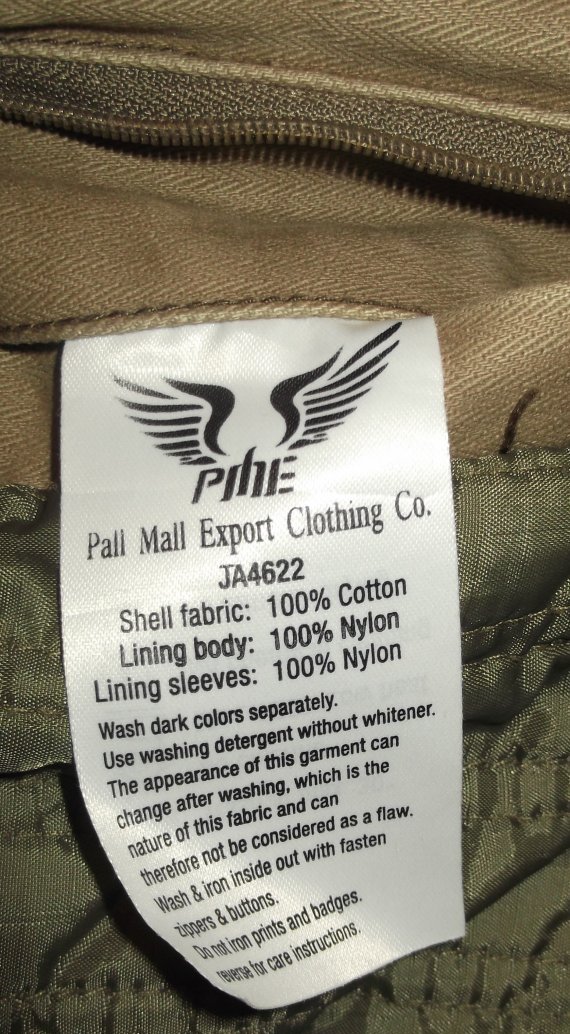 PME
Pall Mall Export Clothing Co.
JA4622
Shell fabric: 100% Cotton
Lining body: 100% Nylon
Lining sleeves: 100% Nylon
Wash dark colors separately.
Use washing detergent without whitener.
The appearance of this garment can
change after washing, which is the
nature of this fabric and can
therefore not be considered as a flaw.
Wash & iron inside out with fasten
zippers & buttons.
Do not iron prints and badges.
reverse for care instructions.